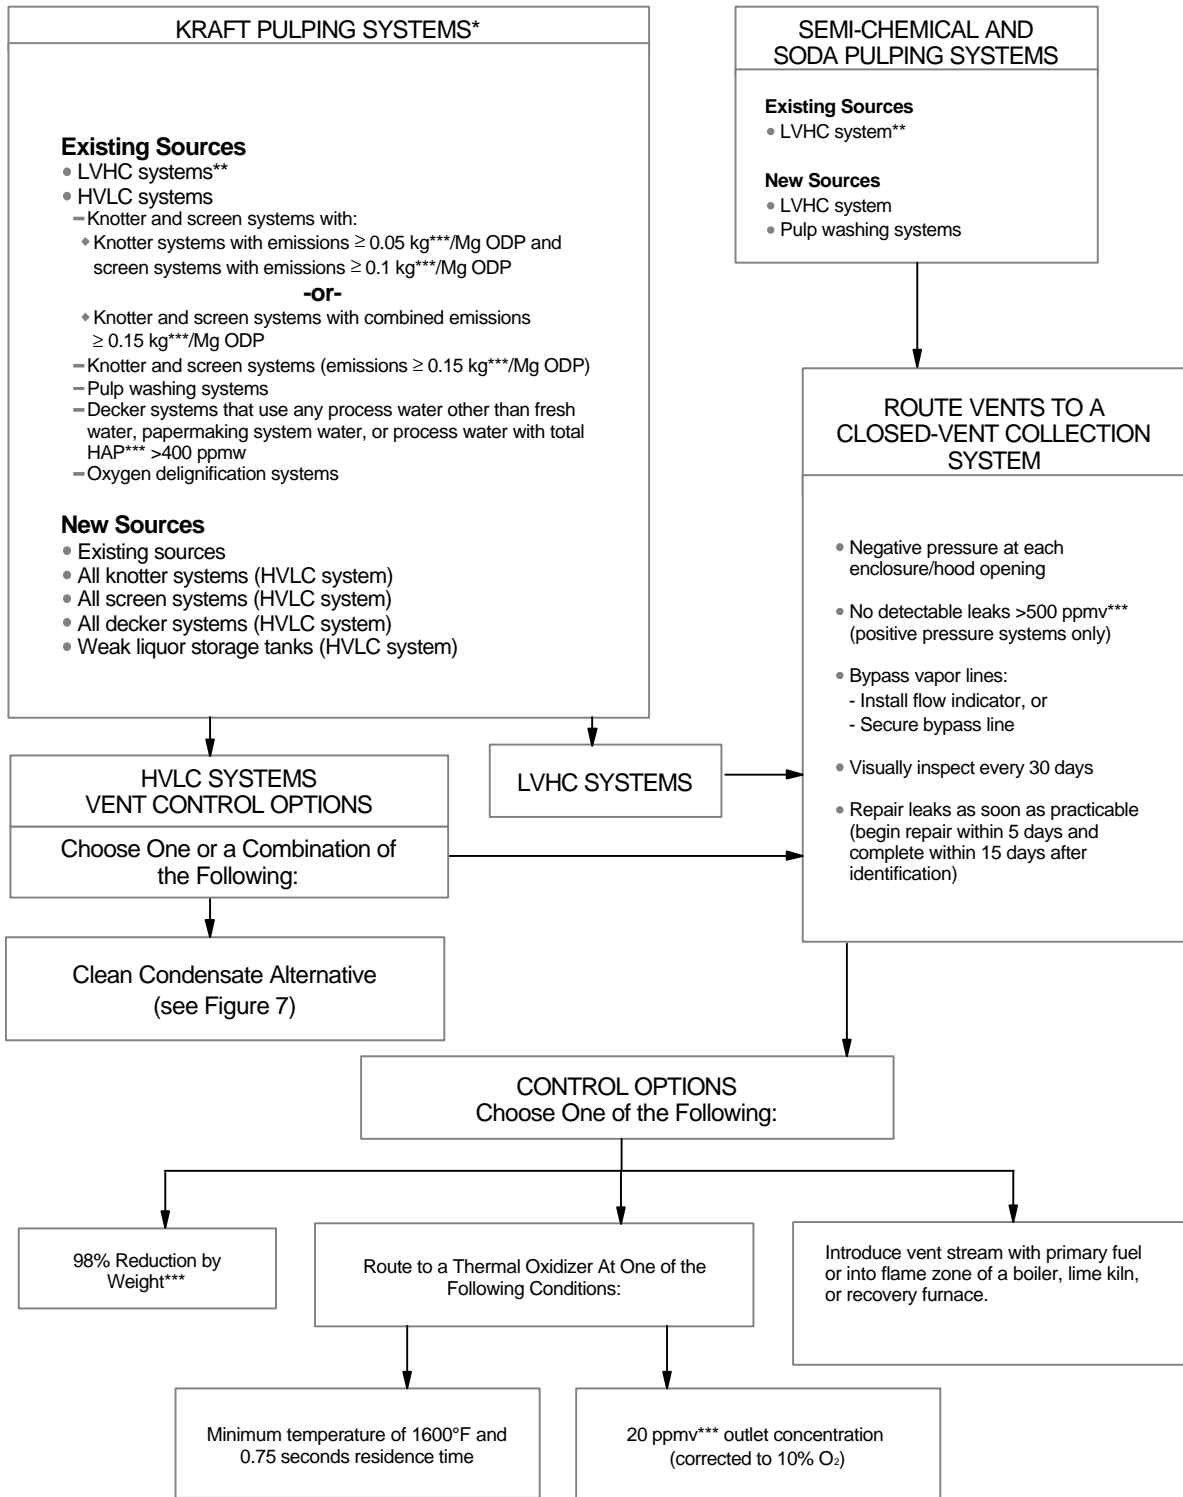 KRAFT PULPING SYSTEMS*
Existing Sources
• LVHC systems**
• HVLC systems
– Knotter and screen systems with:
◆ Knotter systems with emissions ≥ 0.05 kg***/Mg ODP and
screen systems with emissions ≥ 0.1 kg***/Mg ODP
-or-
◆ Knotter and screen systems with combined emissions
≥ 0.15 kg***/Mg ODP
– Knotter and screen systems (emissions ≥ 0.15 kg***/Mg ODP)
– Pulp washing systems
– Decker systems that use any process water other than fresh
water, papermaking system water, or process water with total
HAP*** >400 ppmw
– Oxygen delignification systems
New Sources
• Existing sources
• All knotter systems (HVLC system)
• All screen systems (HVLC system)
• All decker systems (HVLC system)
• Weak liquor storage tanks (HVLC system)
SEMI-CHEMICAL AND
SODA PULPING SYSTEMS
Existing Sources
• LVHC system**
New Sources
• LVHC system
• Pulp washing systems
HVLC SYSTEMS
VENT CONTROL OPTIONS
Choose One or a Combination of
the Following:
LVHC SYSTEMS
ROUTE VENTS TO A
CLOSED-VENT COLLECTION
SYSTEM
• Negative pressure at each
enclosure/hood opening
• No detectable leaks >500 ppmv***
(positive pressure systems only)
• Bypass vapor lines:
- Install flow indicator, or
- Secure bypass line
• Visually inspect every 30 days
• Repair leaks as soon as practicable
(begin repair within 5 days and
complete within 15 days after
identification)
Clean Condensate Alternative
(see Figure 7)
CONTROL OPTIONS
Choose One of the Following:
98% Reduction by
Weight***
Route to a Thermal Oxidizer At One of the
Following Conditions:
Introduce vent stream with primary fuel
or into flame zone of a boiler, lime kiln,
or recovery furnace.
Minimum temperature of 1600°F and
0.75 seconds residence time
20 ppmv*** outlet concentration
(corrected to 10% O₂)